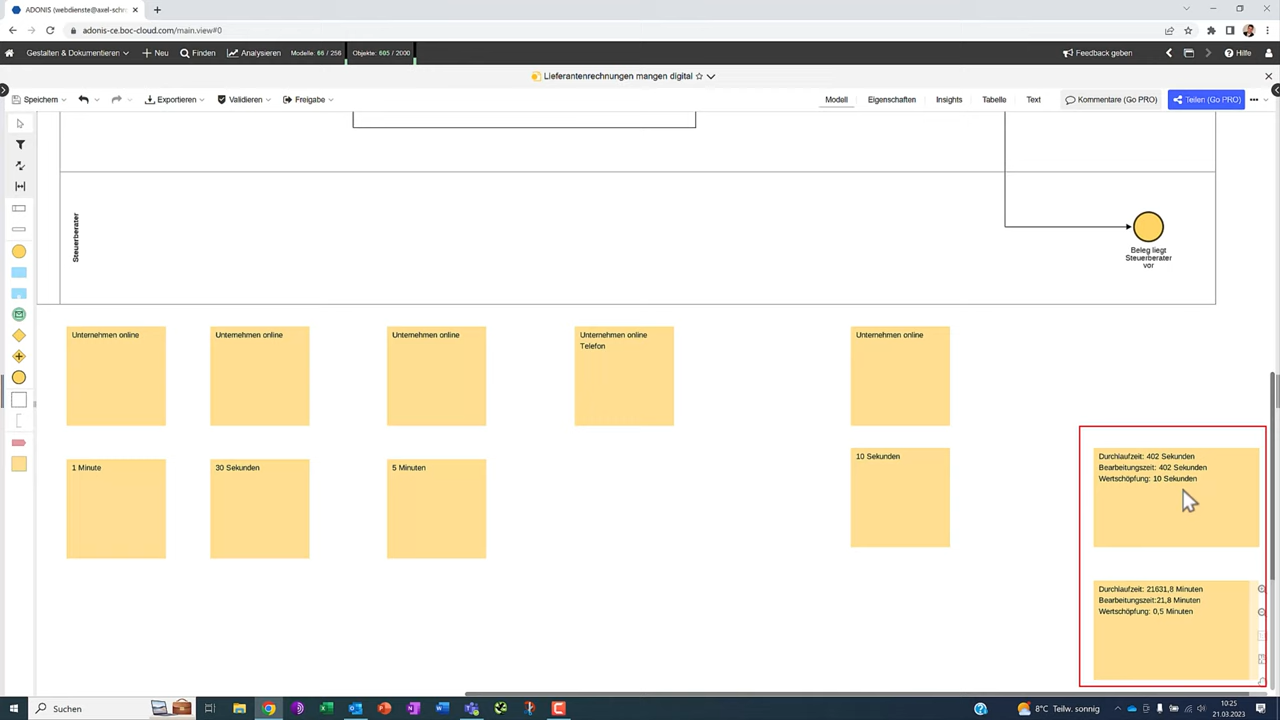 ADONIS (webdienste@axel-schr
adonis-ce.boc-cloud.com/main.view#0
Gestalten & Dokumentieren
Neu
Finden
Analysieren
Modelle: 66 / 256
Objekte: 605 / 2000
Feedback geben
Hilfe
Lieferantenrechnungen mangen digital
Speichern
Exportieren
Validieren
Freigabe
Modell
Eigenschaften
Insights
Tabelle
Text
Kommentare (Go PRO)
Teilen (Go PRO)
Steuerberater
Beleg liegt
Steuerberater
vor
Unternehmen online
Unternehmen online
Unternehmen online
Unternehmen online
Telefon
Unternehmen online
1 Minute
30 Sekunden
5 Minuten
10 Sekunden
Durchlaufzeit: 402 Sekunden
Bearbeitungszeit: 402 Sekunden
Wertschöpfung: 10 Sekunden
Durchlaufzeit: 21631,8 Minuten
Bearbeitungszeit:21,8 Minuten
Wertschöpfung: 0,5 Minuten
Suchen
8°C Teilw. sonnig
10:25
21.03.2023